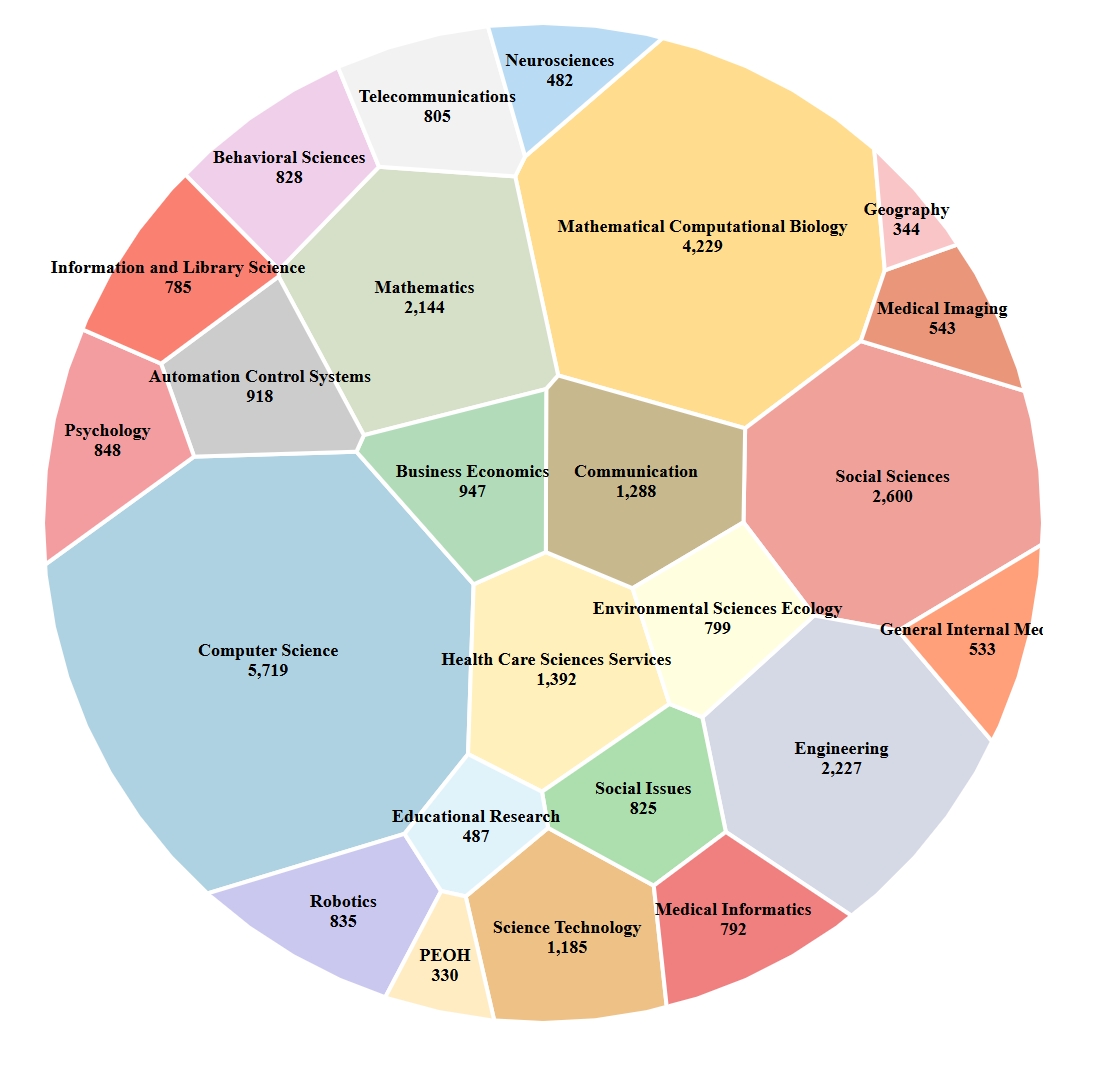 Neurosciences
482
Telecommunications
805
Behavioral Sciences
828
Geography
344
Mathematical Computational Biology
4,229
Information and Library Science
785
Mathematics
2,144
Medical Imaging
543
Automation Control Systems
918
Psychology
848
Business Economics
947
Communication
1,288
Social Sciences
2,600
Environmental Sciences Ecology
799
General Internal Med
533
Computer Science
5,719
Health Care Sciences Services
1,392
Engineering
2,227
Social Issues
825
Educational Research
487
Robotics
835
Medical Informatics
792
Science Technology
1,185
PEOH
330